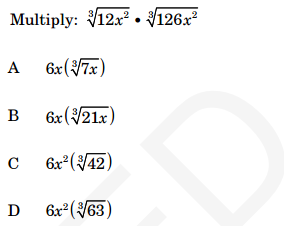 Multiply: ∛12x² • ∛126x²
A 6x(∛7x)
B 6x(∛21x)
C 6x²(∛42)
D 6x²(∛63)